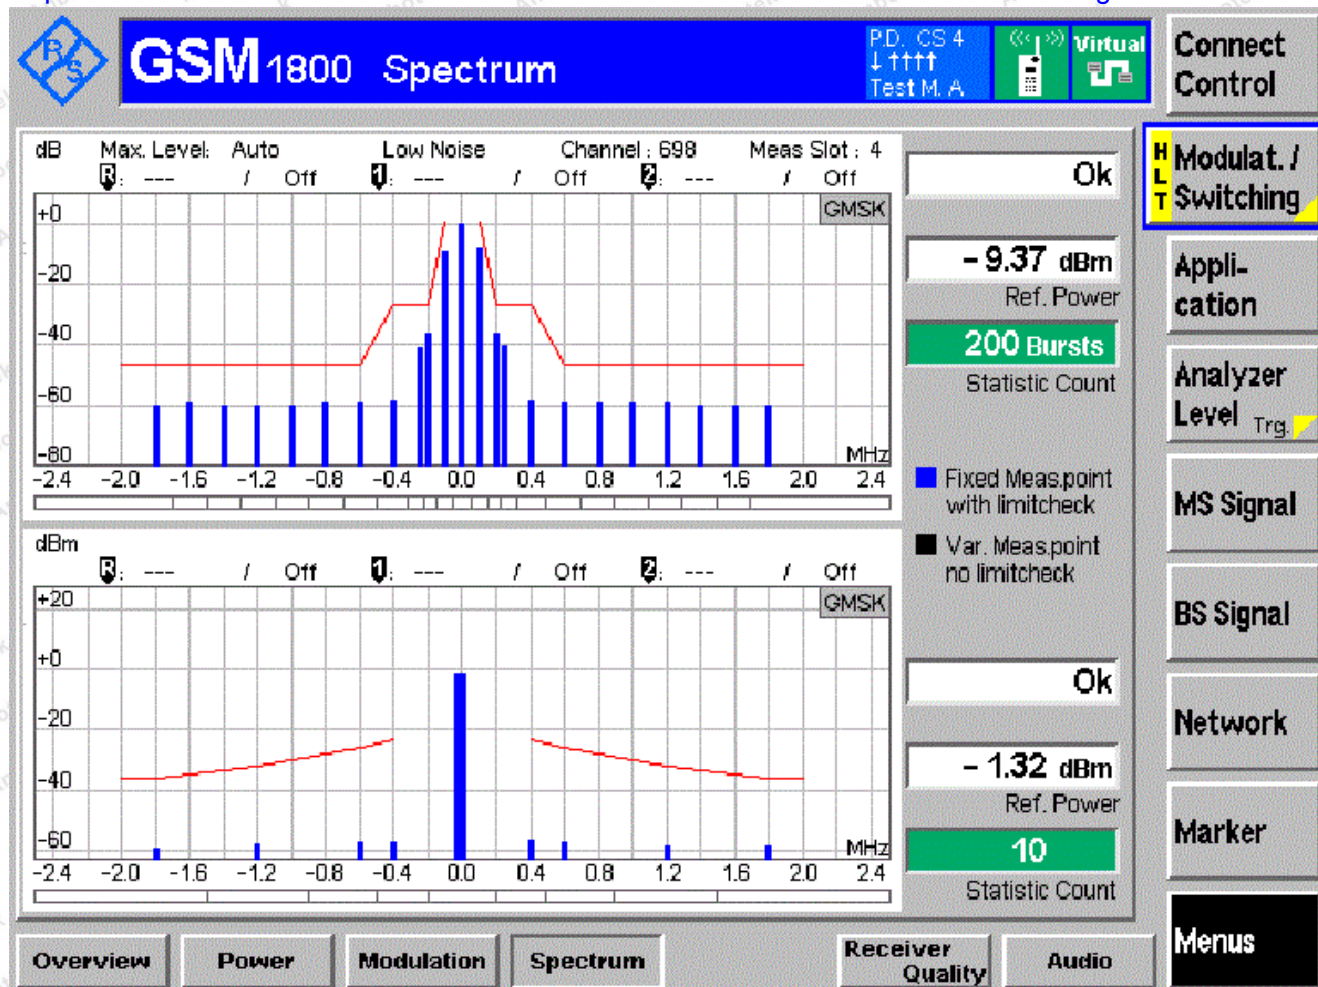 GSM 1800 Spectrum
P.D. CS 4
↓↑↑↑↑
Test M. A.
Virtual
Connect
Control
dB Max. Level: Auto Low Noise Channel : 698 Meas Slot : 4
R : --- / Off 1 : --- / Off 2 : --- / Off
GMSK
+0
-20
-40
-60
-80
MHz
-2.4 -2.0 -1.6 -1.2 -0.8 -0.4 0.0 0.4 0.8 1.2 1.6 2.0 2.4
Ok
- 9.37 dBm
Ref. Power
200 Bursts
Statistic Count
Fixed Meas.point
with limitcheck
Var. Meas.point
no limitcheck
dBm
R : --- / Off 1 : --- / Off 2 : --- / Off
GMSK
+20
+0
-20
-40
-60
MHz
-2.4 -2.0 -1.6 -1.2 -0.8 -0.4 0.0 0.4 0.8 1.2 1.6 2.0 2.4
Ok
- 1.32 dBm
Ref. Power
10
Statistic Count
HLT
Modulat. /
Switching
Appli-
cation
Analyzer
Level Trg.
MS Signal
BS Signal
Network
Marker
Menus
Overview
Power
Modulation
Spectrum
Receiver
Quality
Audio
R/S